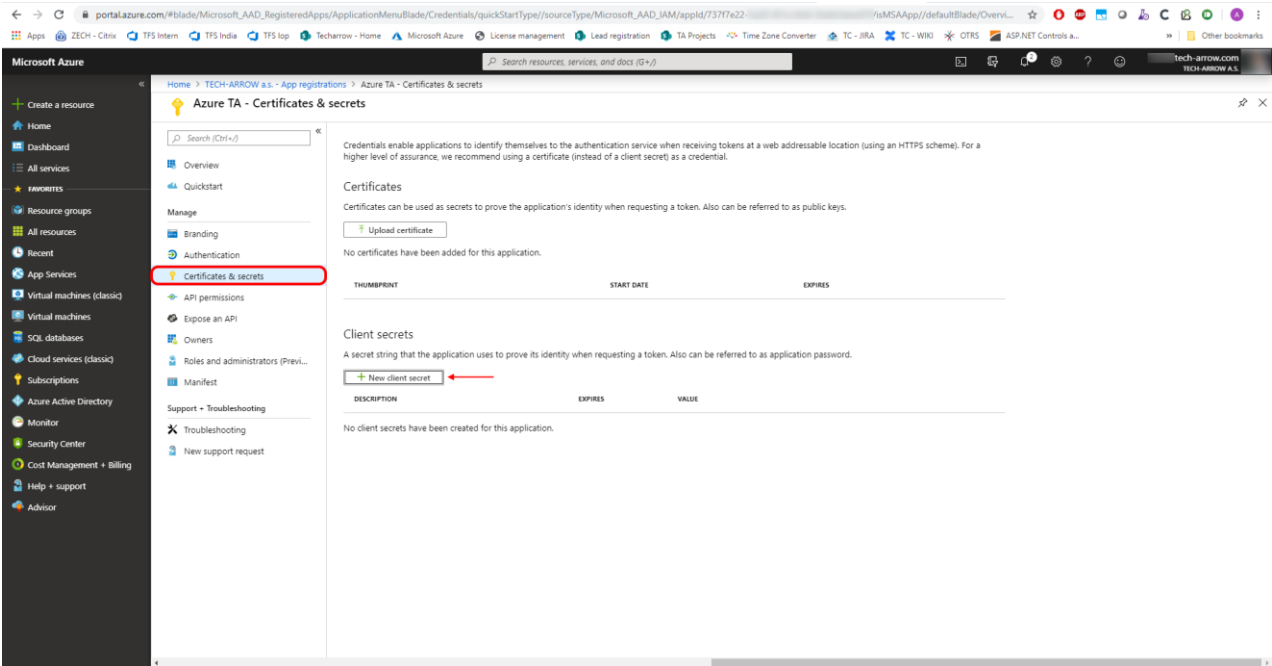 portal.azure.com/#blade/Microsoft_AAD_RegisteredApps/ApplicationMenuBlade/Credentials/quickStartType//sourceType/Microsoft_AAD_IAM/appId/737f7e22- /isMSAApp//defaultBlade/Overvi...
Apps ZECH - Citrix TFS Intern TFS India TFS Iop Techarrow - Home Microsoft Azure License management Lead registration TA Projects Time Zone Converter TC - JIRA TC - WIKI OTRS ASP.NET Controls a... » Other bookmarks
Microsoft Azure
Search resources, services, and docs (G+/)
2
tech-arrow.com
TECH-ARROW A.S.
Home > TECH-ARROW a.s. - App registrations > Azure TA - Certificates & secrets
Azure TA - Certificates & secrets
Create a resource
Home
Dashboard
All services
FAVORITES
Resource groups
All resources
Recent
App Services
Virtual machines (classic)
Virtual machines
SQL databases
Cloud services (classic)
Subscriptions
Azure Active Directory
Monitor
Security Center
Cost Management + Billing
Help + support
Advisor
Search (Ctrl+/)
Overview
Quickstart
Manage
Branding
Authentication
Certificates & secrets
API permissions
Expose an API
Owners
Roles and administrators (Previ...
Manifest
Support + Troubleshooting
Troubleshooting
New support request
Credentials enable applications to identify themselves to the authentication service when receiving tokens at a web addressable location (using an HTTPS scheme). For a
higher level of assurance, we recommend using a certificate (instead of a client secret) as a credential.
Certificates
Certificates can be used as secrets to prove the application's identity when requesting a token. Also can be referred to as public keys.
Upload certificate
No certificates have been added for this application.
THUMBPRINT START DATE EXPIRES
Client secrets
A secret string that the application uses to prove its identity when requesting a token. Also can be referred to as application password.
New client secret
DESCRIPTION EXPIRES VALUE
No client secrets have been created for this application.